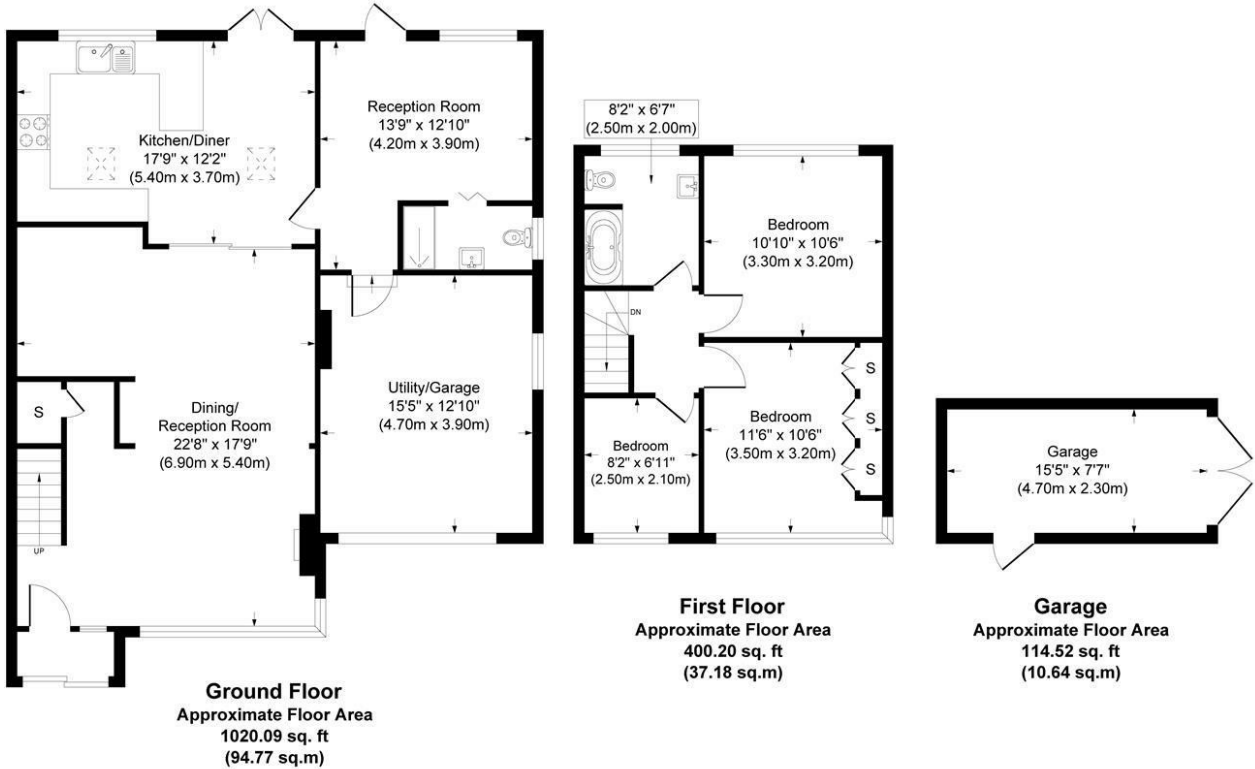 Kitchen/Diner
17'9" x 12'2"
(5.40m x 3.70m)
Reception Room
13'9" x 12'10"
(4.20m x 3.90m)
Dining/
Reception Room
22'8" x 17'9"
(6.90m x 5.40m)
S
UP
Utility/Garage
15'5" x 12'10"
(4.70m x 3.90m)
Ground Floor
Approximate Floor Area
1020.09 sq. ft
(94.77 sq.m)
8'2" x 6'7"
(2.50m x 2.00m)
Bedroom
10'10" x 10'6"
(3.30m x 3.20m)
DN
Bedroom
8'2" x 6'11"
(2.50m x 2.10m)
Bedroom
11'6" x 10'6"
(3.50m x 3.20m)
S
S
S
First Floor
Approximate Floor Area
400.20 sq. ft
(37.18 sq.m)
Garage
15'5" x 7'7"
(4.70m x 2.30m)
Garage
Approximate Floor Area
114.52 sq. ft
(10.64 sq.m)